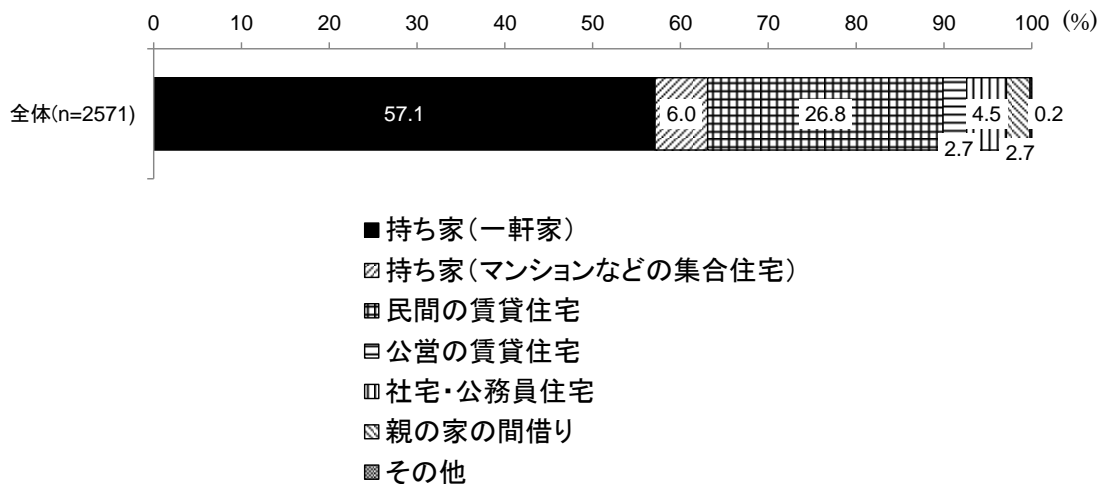 0 10 20 30 40 50 60 70 80 90 100 (%)
全体(n=2571)
57.1 6.0 26.8 4.5 0.2
2.7 2.7
持ち家(一軒家)
持ち家(マンションなどの集合住宅)
民間の賃貸住宅
公営の賃貸住宅
社宅・公務員住宅
親の家の間借り
その他